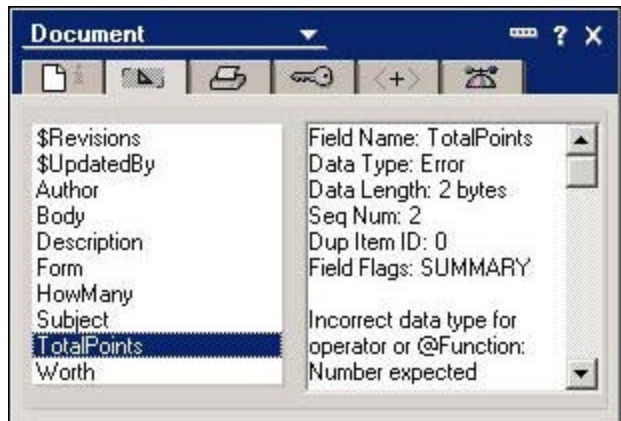 Document
$Revisions
$UpdatedBy
Author
Body
Description
Form
HowMany
Subject
TotalPoints
Worth
Field Name: TotalPoints
Data Type: Error
Data Length: 2 bytes
Seq Num: 2
Dup Item ID: 0
Field Flags: SUMMARY
Incorrect data type for
operator or @Function:
Number expected